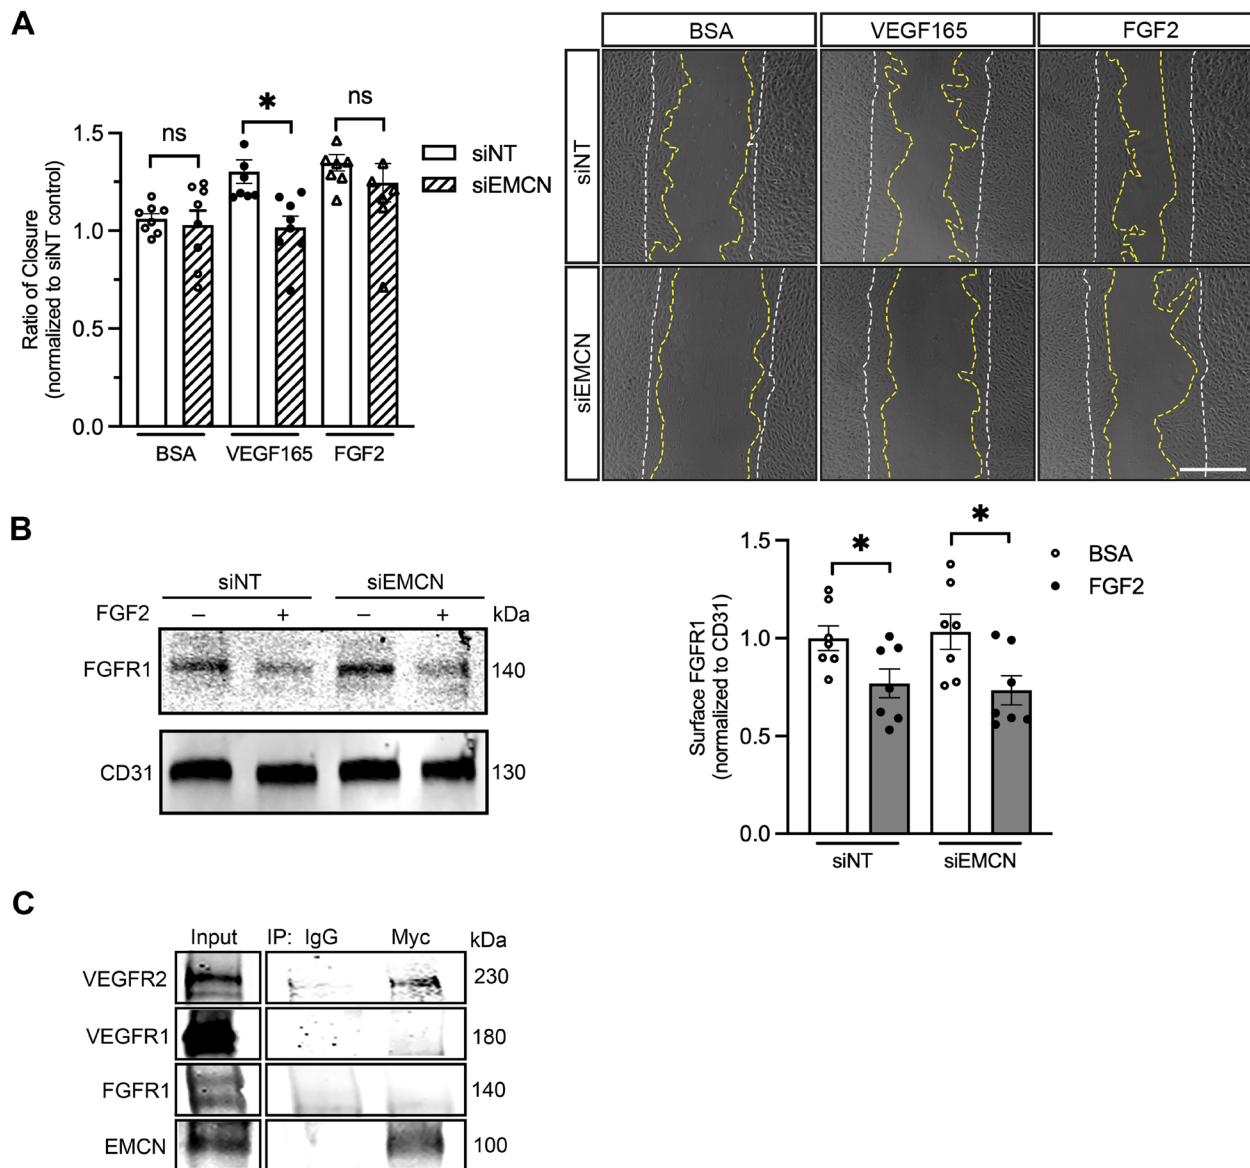 A
BSA
VEGF165
FGF2
siNT
siEMCN
ns
*
ns
siNT
siEMCN
1.5
1.0
0.5
0.0
Ratio of Closure
(normalized to siNT control)
BSA
VEGF165
FGF2
B
siNT
siEMCN
FGF2
–
+
–
+
kDa
FGFR1
140
CD31
130
*
*
BSA
FGF2
1.5
1.0
0.5
0.0
Surface FGFR1
(normalized to CD31)
siNT
siEMCN
C
Input
IP:
IgG
Myc
kDa
VEGFR2
230
VEGFR1
180
FGFR1
140
EMCN
100